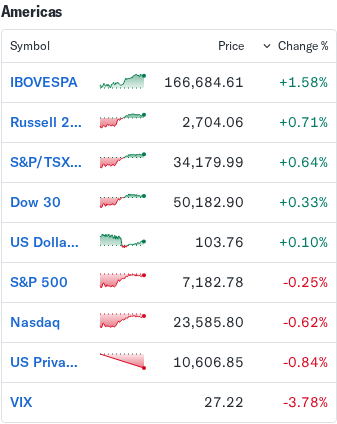 Americas
Symbol Price Change %
IBOVESPA 166,684.61 +1.58%
Russell 2... 2,704.06 +0.71%
S&P/TSX... 34,179.99 +0.64%
Dow 30 50,182.90 +0.33%
US Dolla... 103.76 +0.10%
S&P 500 7,182.78 -0.25%
Nasdaq 23,585.80 -0.62%
US Priva... 10,606.85 -0.84%
VIX 27.22 -3.78%